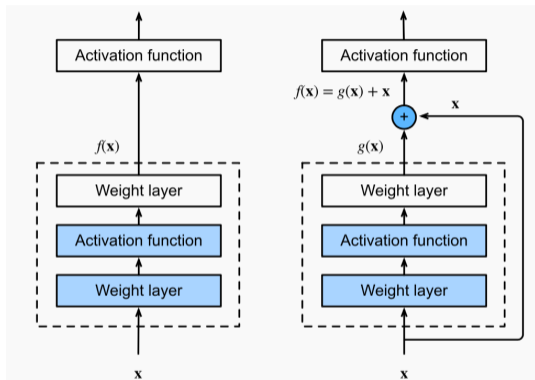 Activation function
f(x)
Weight layer
Activation function
Weight layer
x
Activation function
f(x) = g(x) + x
x
+
g(x)
Weight layer
Activation function
Weight layer
x